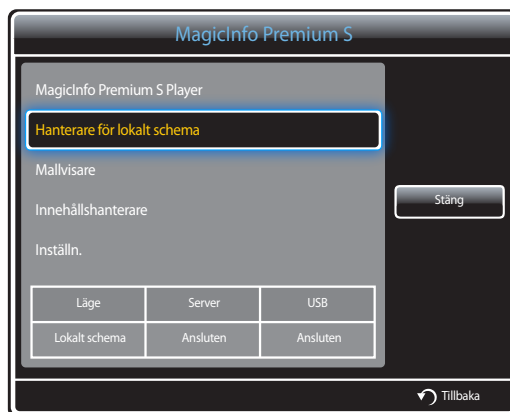 MagicInfo Premium S
MagicInfo Premium S Player
Hanterare för lokalt schema
Mallvisare
Innehållshanterare
Inställn.
Stäng
Läge Server USB
Lokalt schema Ansluten Ansluten
Tillbaka